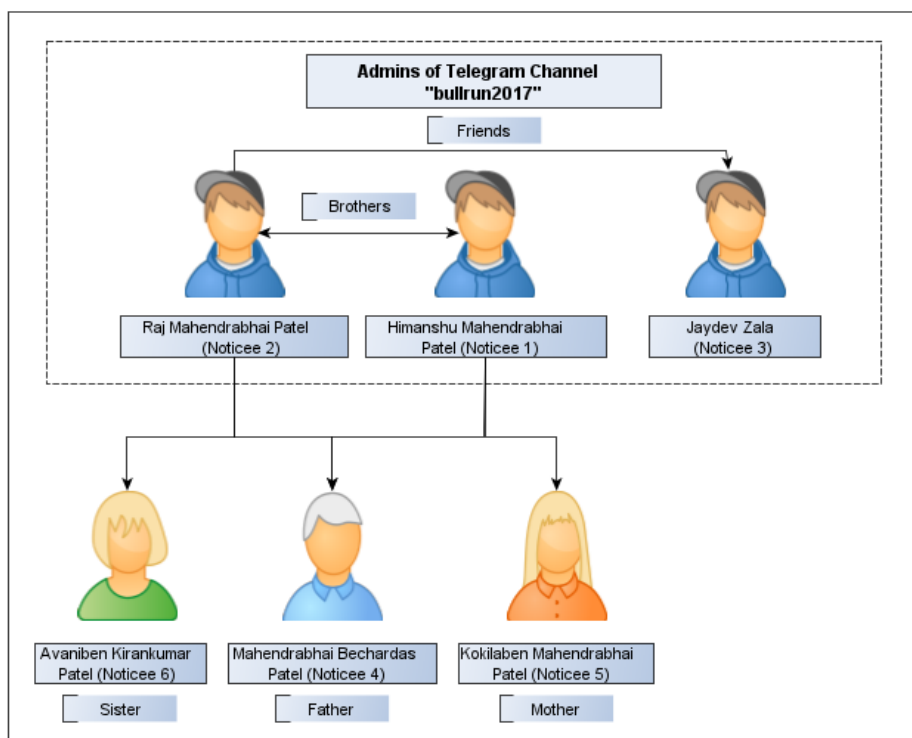 Admins of Telegram Channel
"bullrun2017"
Friends
Brothers
Raj Mahendrabhai Patel
(Noticee 2)
Himanshu Mahendrabhai
Patel (Noticee 1)
Jaydev Zala
(Noticee 3)
Avaniben Kirankumar
Patel (Noticee 6)
Mahendrabhai Bechardas
Patel (Noticee 4)
Kokilaben Mahendrabhai
Patel (Noticee 5)
Sister
Father
Mother